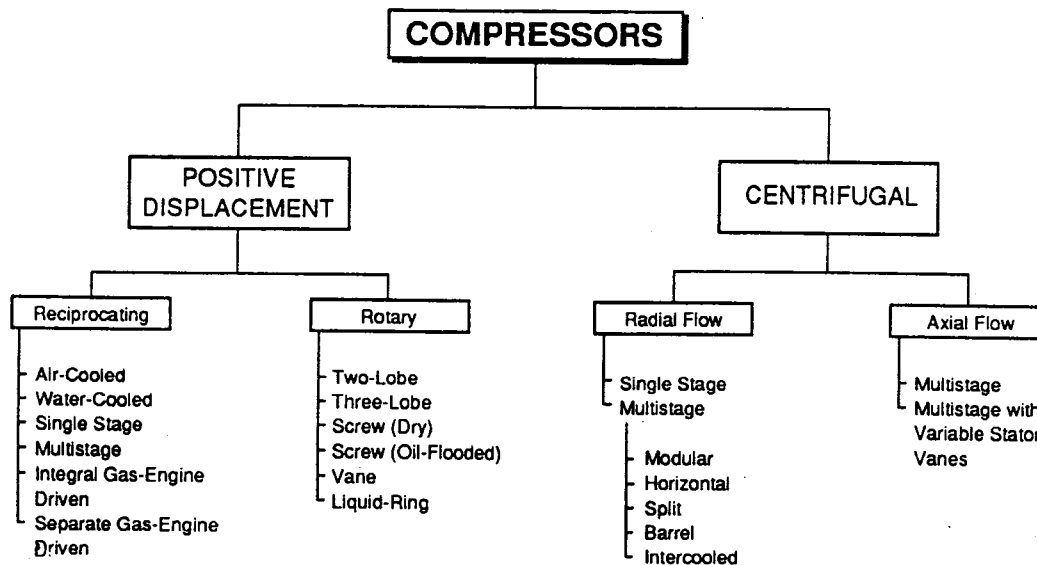 COMPRESSORS
POSITIVE
DISPLACEMENT
CENTRIFUGAL
Reciprocating
Air-Cooled
Water-Cooled
Single Stage
Multistage
Integral Gas-Engine
Driven
Separate Gas-Engine
Driven
Rotary
Two-Lobe
Three-Lobe
Screw (Dry)
Screw (Oil-Flooded)
Vane
Liquid-Ring
Radial Flow
Single Stage
Multistage
Modular
Horizontal
Split
Barrel
Intercooled
Axial Flow
Multistage
Multistage with
Variable Stator
Vanes